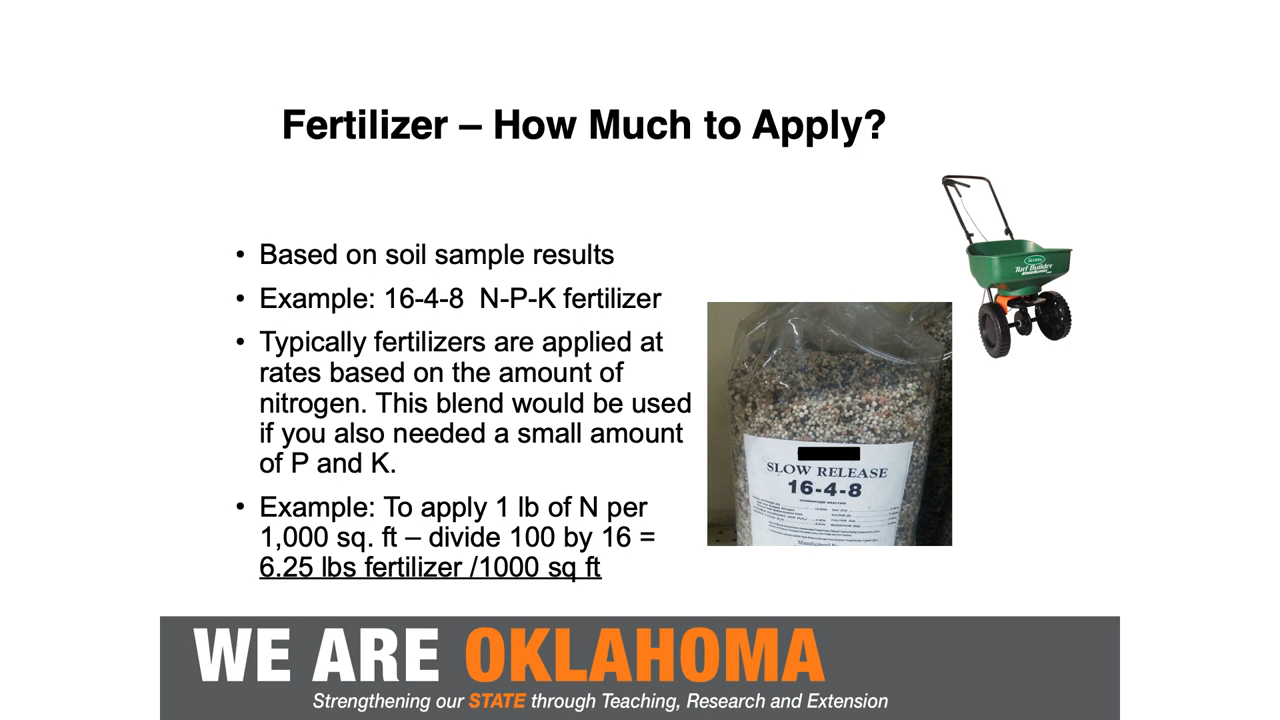 Fertilizer – How Much to Apply?
• Based on soil sample results
• Example: 16-4-8  N-P-K fertilizer
• Typically fertilizers are applied at
rates based on the amount of
nitrogen. This blend would be used
if you also needed a small amount
of P and K.
• Example: To apply 1 lb of N per
1,000 sq. ft – divide 100 by 16 =
6.25 lbs fertilizer /1000 sq ft
Scotts
Turf Builder
SLOW RELEASE
16-4-8
GUARANTEED ANALYSIS
WE ARE OKLAHOMA
Strengthening our STATE through Teaching, Research and Extension